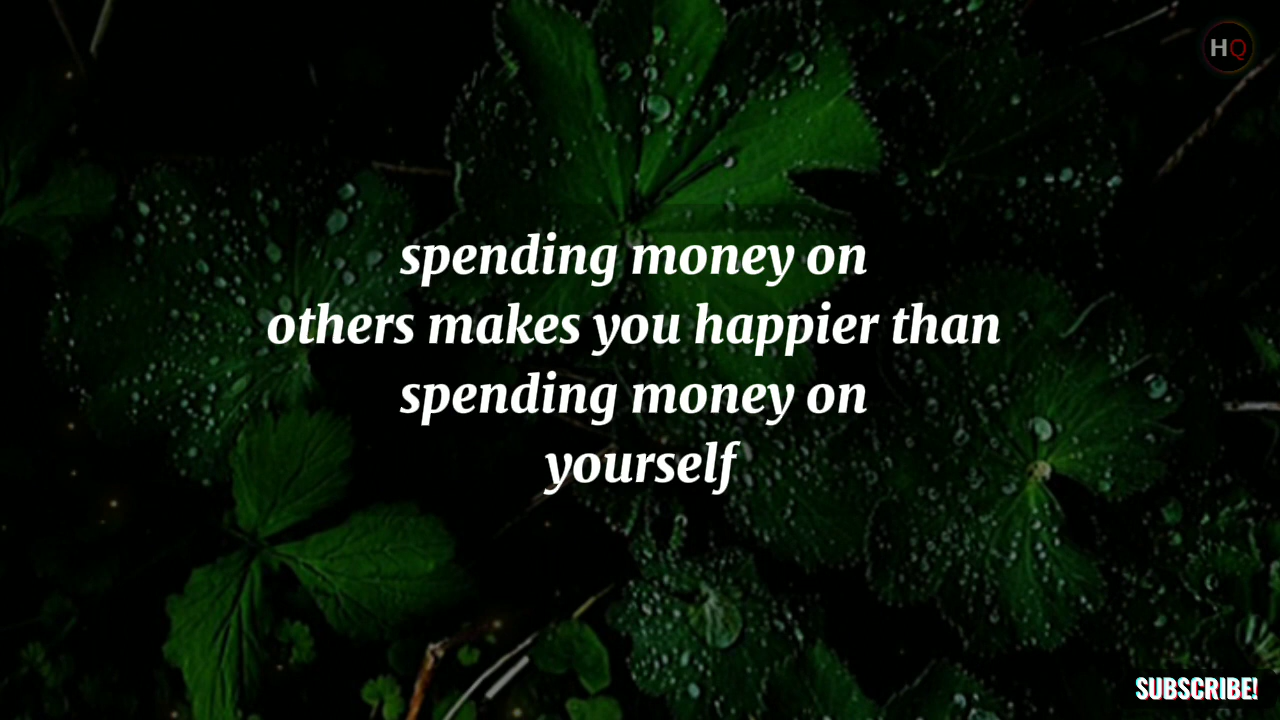 HQ
spending money on
others makes you happier than
spending money on
yourself
SUBSCRIBE!